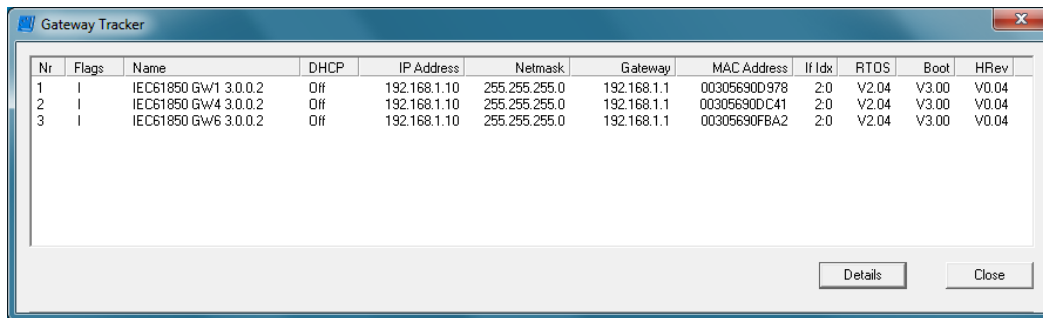 Gateway Tracker
Nr Flags Name DHCP IP Address Netmask Gateway MAC Address If Idx RTOS Boot HRev
1 I IEC61850 GW1 3.0.0.2 Off 192.168.1.10 255.255.255.0 192.168.1.1 00305690D978 2:0 V2.04 V3.00 V0.04
2 I IEC61850 GW4 3.0.0.2 Off 192.168.1.10 255.255.255.0 192.168.1.1 00305690DC41 2:0 V2.04 V3.00 V0.04
3 I IEC61850 GW6 3.0.0.2 Off 192.168.1.10 255.255.255.0 192.168.1.1 00305690FBA2 2:0 V2.04 V3.00 V0.04
Details Close